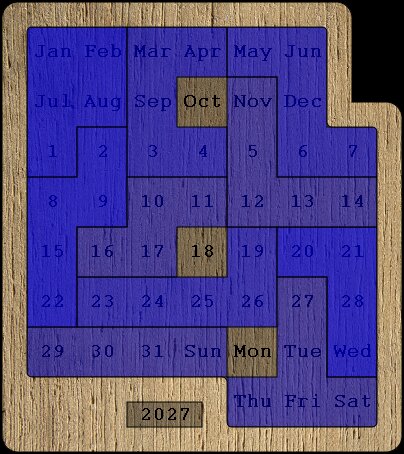 Jan Feb Mar Apr May Jun
Jul Aug Sep Oct Nov Dec
1 2 3 4 5 6 7
8 9 10 11 12 13 14
15 16 17 18 19 20 21
22 23 24 25 26 27 28
29 30 31 Sun Mon Tue Wed
Thu Fri Sat
2027